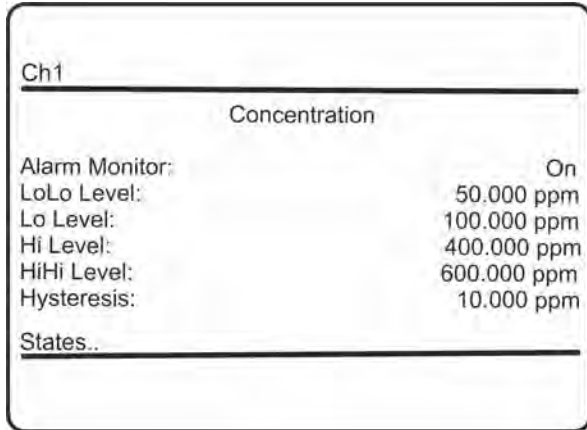 Ch1
Concentration
Alarm Monitor: On
LoLo Level: 50.000 ppm
Lo Level: 100.000 ppm
Hi Level: 400.000 ppm
HiHi Level: 600.000 ppm
Hysteresis: 10.000 ppm
States..